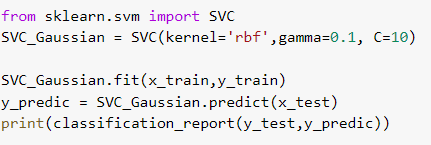 from sklearn.svm import SVC
SVC_Gaussian = SVC(kernel='rbf',gamma=0.1, C=10)
SVC_Gaussian.fit(x_train,y_train)
y_predic = SVC_Gaussian.predict(x_test)
print(classification_report(y_test,y_predic))